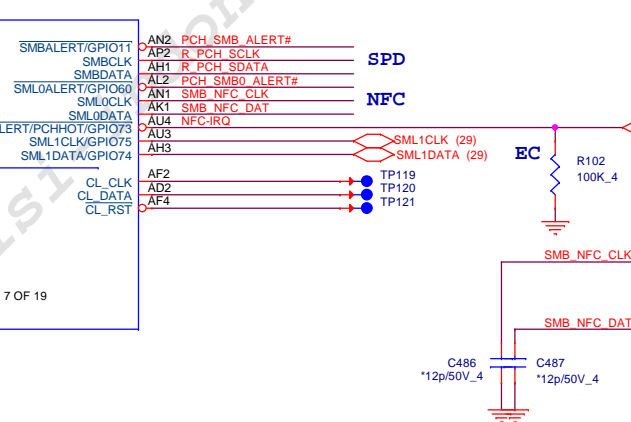 SMBALERT/GPIO11 AN2 PCH_SMB_ALERT#
SMBCLK AP2 R_PCH_SCLK SPD
SMBDATA AH1 R_PCH_SDATA
SML0ALERT/GPIO60 AL2 PCH_SMB0_ALERT#
SML0CLK AN1 SMB_NFC_CLK NFC
SML0DATA AK1 SMB_NFC_DAT
LERT/PCHHOT/GPIO73 AU4 NFC-IRQ
SML1CLK/GPIO75 AU3 SML1CLK (29)
SML1DATA/GPIO74 AH3 SML1DATA (29) EC
R102
100K_4
CL_CLK AF2 TP119
CL_DATA AD2 TP120
CL_RST AF4 TP121
SMB_NFC_CLK
7 OF 19
SMB_NFC_DAT
C486 C487
*12p/50V_4 *12p/50V_4